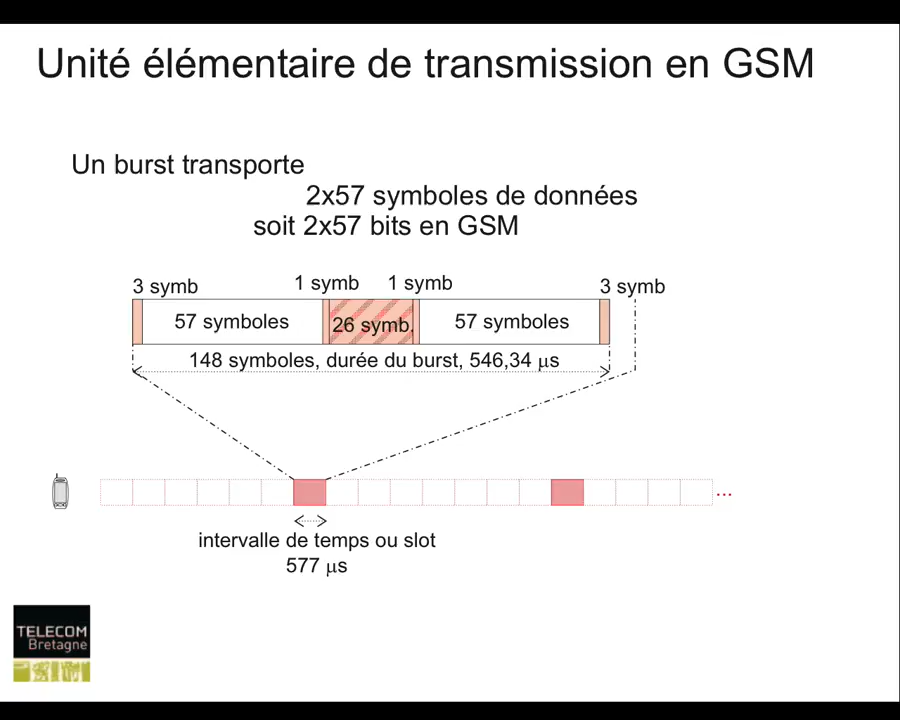 Unité élémentaire de transmission en GSM
Un burst transporte
2x57 symboles de données
soit 2x57 bits en GSM
3 symb
1 symb
1 symb
3 symb
57 symboles
26 symb.
57 symboles
148 symboles, durée du burst, 546,34 μs
...
intervalle de temps ou slot
577 μs
TELECOM
Bretagne